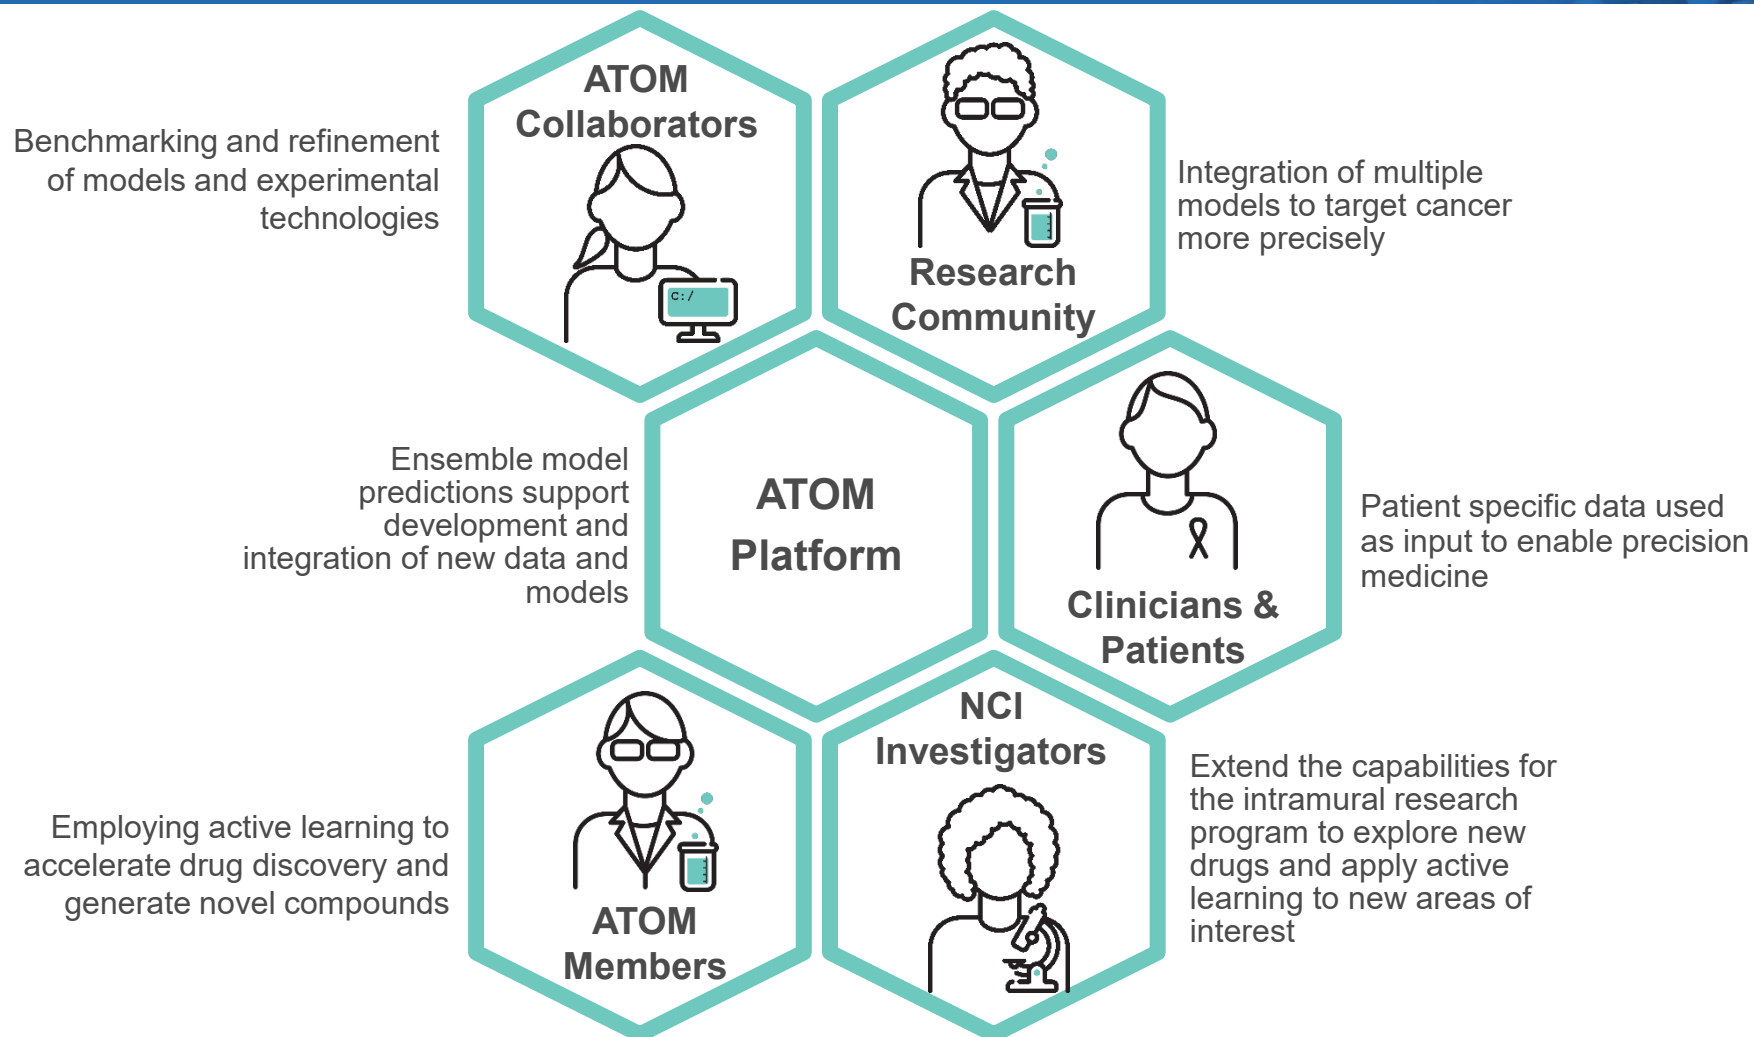 Benchmarking and refinement
of models and experimental
technologies
ATOM
Collaborators
C:/
Research
Community
Integration of multiple
models to target cancer
more precisely
Ensemble model
predictions support
development and
integration of new data and
models
ATOM
Platform
Clinicians &
Patients
Patient specific data used
as input to enable precision
medicine
Employing active learning to
accelerate drug discovery and
generate novel compounds
ATOM
Members
NCI
Investigators
Extend the capabilities for
the intramural research
program to explore new
drugs and apply active
learning to new areas of
interest